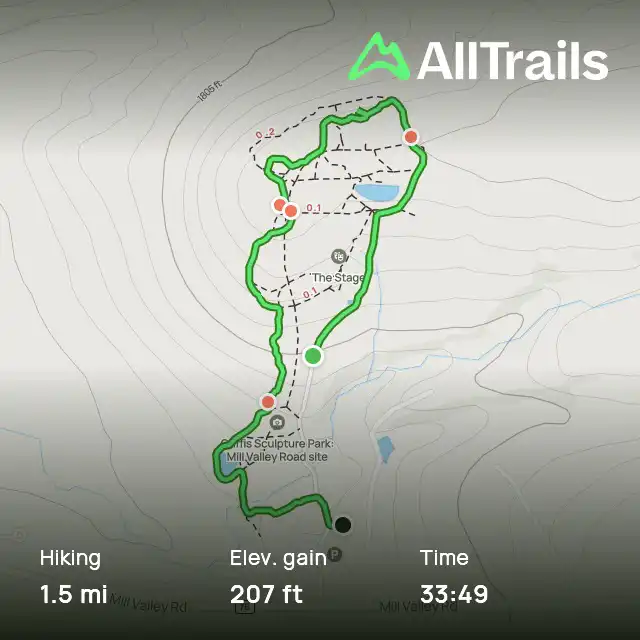 AllTrails
1805 ft
0.2
0.1
The Stage
0.1
Griffis Sculpture Park:
Mill Valley Road site
P
Hiking
Elev. gain
Time
1.5 mi
207 ft
33:49
Mill Valley Rd
Mill Valley Rd